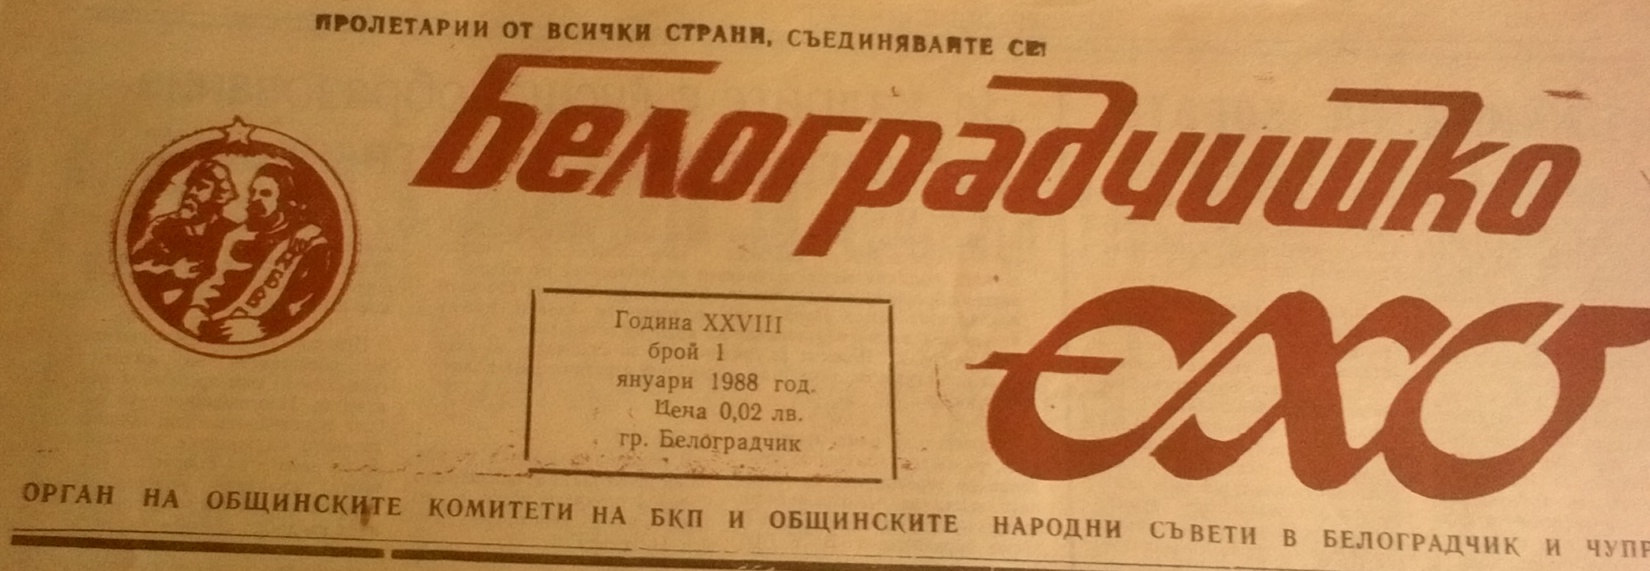 ПРОЛЕТАРИИ ОТ ВСИЧКИ СТРАНИ, СЪЕДИНЯВАЙТЕ СЕ!
Белоградчишко
ехо
Година XXVIII
брой 1
януари 1988 год.
Цена 0,02 лв.
гр. Белоградчик
ОРГАН НА ОБЩИНСКИТЕ КОМИТЕТИ НА БКП И ОБЩИНСКИТЕ НАРОДНИ СЪВЕТИ В БЕЛОГРАДЧИК И